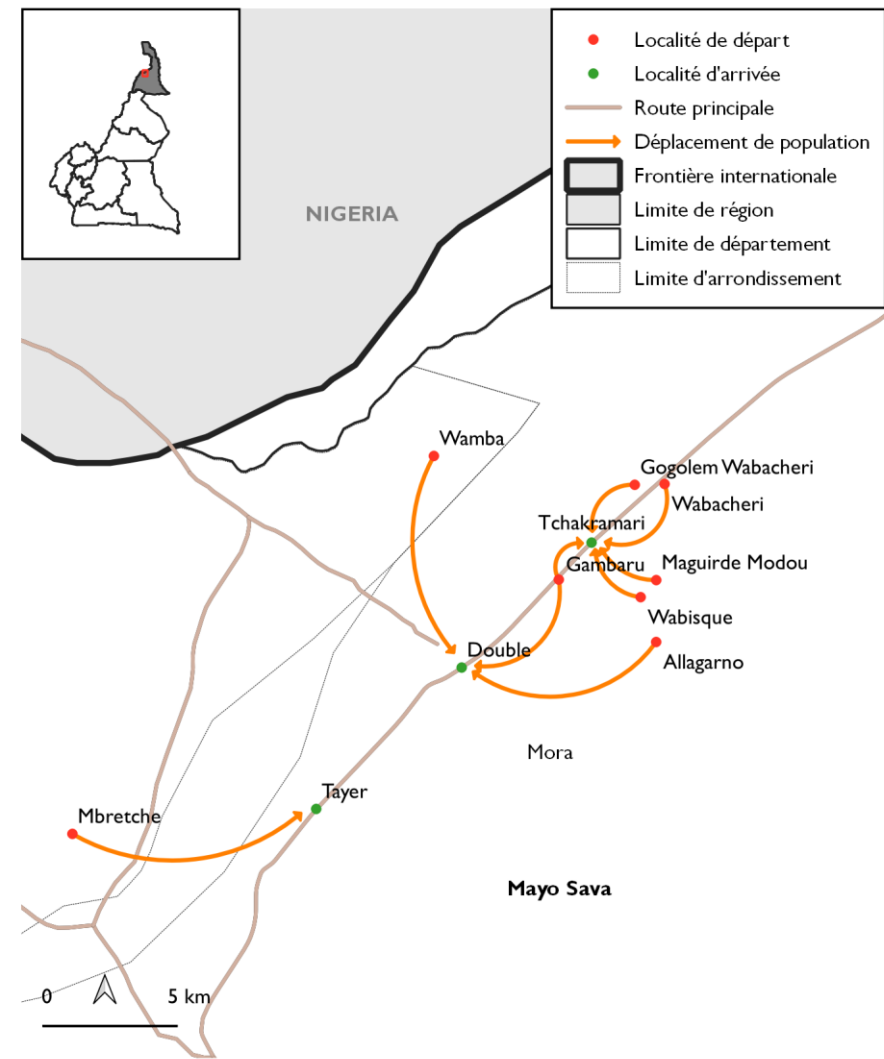 Localité de départ
Localité d'arrivée
Route principale
Déplacement de population
Frontière internationale
Limite de région
Limite de département
Limite d'arrondissement
NIGERIA
Wamba
Gogolem Wabacheri
Wabacheri
Tchakramari
Gambaru
Maguirde Modou
Wabisque
Double
Allagarno
Mora
Tayer
Mbretche
Mayo Sava
0 5 km